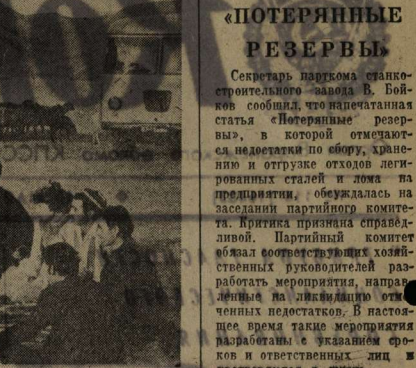 «ПОТЕРЯННЫЕ
РЕЗЕРВЫ»
Секретарь парткома станко-
строительного завода В. Бой-
ков сообщил, что напечатанная
статья «Потерянные резер-
вы», в которой отмечают-
ся недостатки по сбору, хране-
нию и отгрузке отходов леги-
рованных сталей и лома на
предприятии, обсуждалась на
заседании партийного комите-
та. Критика признана справед-
ливой. Партийный комитет
обязал соответствующих хозяй-
ственных руководителей раз-
работать мероприятия, направ-
ленные на ликвидацию отме-
ченных недостатков. В настоя-
щее время такие мероприятия
разработаны с указанием сро-
ков и ответственных лиц и